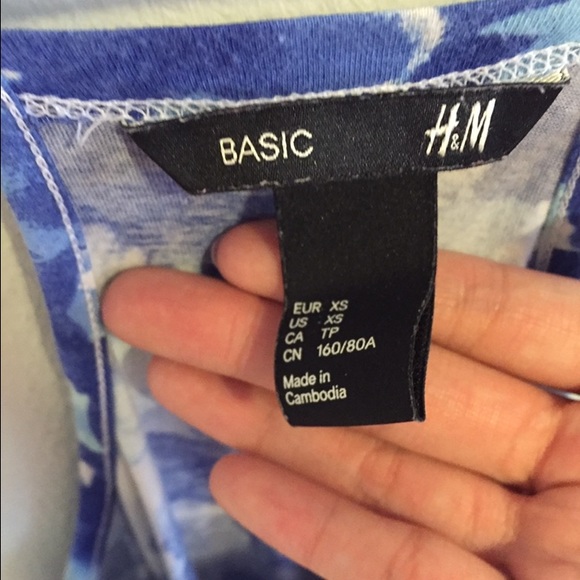 BASIC H&M
EUR XS
US XS
CA TP
CN 160/80A
Made in
Cambodia